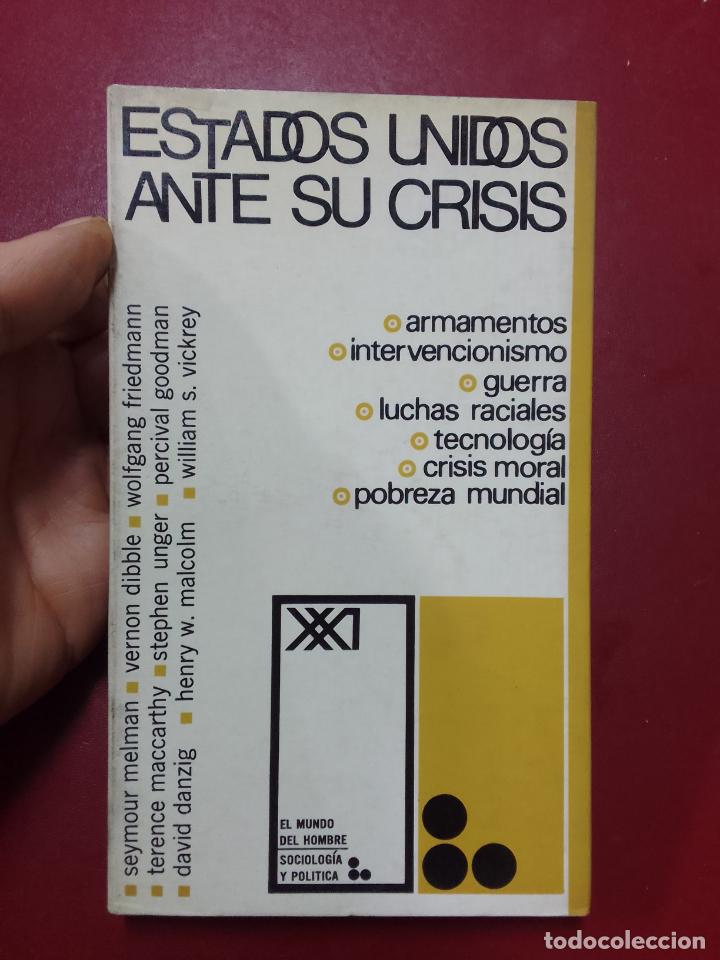 ESTADOS UNIDOS
ANTE SU CRISIS
armamentos
intervencionismo
guerra
luchas raciales
tecnología
crisis moral
pobreza mundial
seymour melman ■ vernon dibble ■ wolfgang friedmann
terence maccarthy ■ stephen unger ■ percival goodman
david danzig ■ henry w. malcolm ■ william s. vickrey
XXI
EL MUNDO
DEL HOMBRE
SOCIOLOGÍA
Y POLITICA
todocoleccion